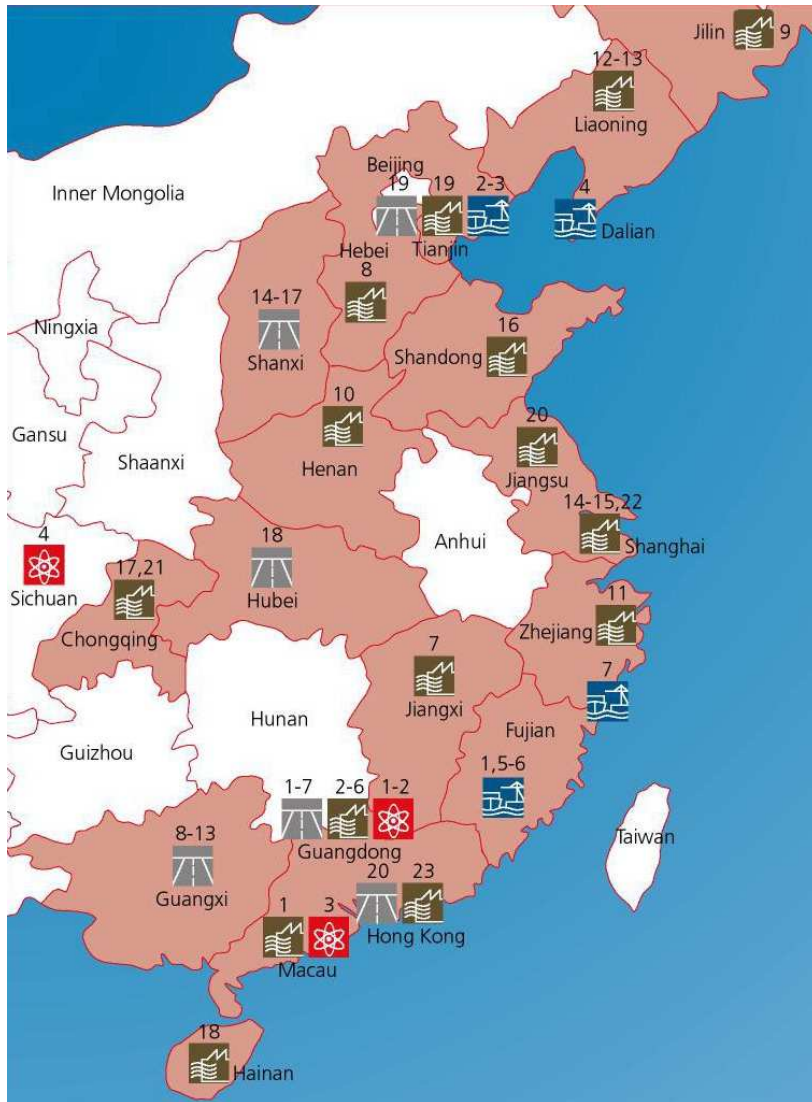 Jilin 9
12-13
Liaoning
Beijing
19 19 2-3 4
Inner Mongolia
Dalian
Hebei Tianjin
8
14-17
Ningxia
Shanxi
16
Shandong
10
20
Gansu
Shaanxi
Henan
Jiangsu
14-15,22
4
18
Anhui
Shanghai
Sichuan
17,21
Hubei
11
Chongqing
Zhejiang
7
7
Jiangxi
Hunan
Fujian
Guizhou
1-7 2-6 1-2
1,5-6
8-13
Guangdong
Taiwan
20 23
Guangxi
1 3
Hong Kong
Macau
18
Hainan